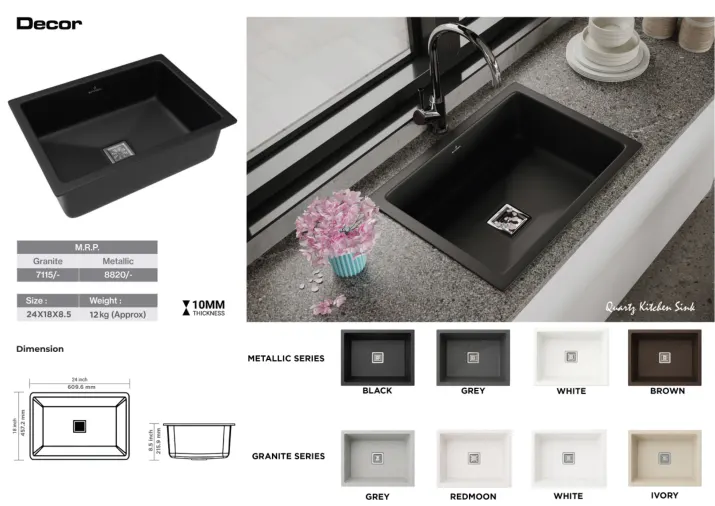 Decor
M.R.P.
Granite Metallic
7115/- 8820/-
Size : Weight :
24X18X8.5 12kg (Approx)
10MM
THICKNESS
Quartz Kitchen Sink
Dimension
24 inch
609.6 mm
18 inch
457.2 mm
8.5 inch
215.9 mm
METALLIC SERIES
BLACK GREY WHITE BROWN
GRANITE SERIES
GREY REDMOON WHITE IVORY